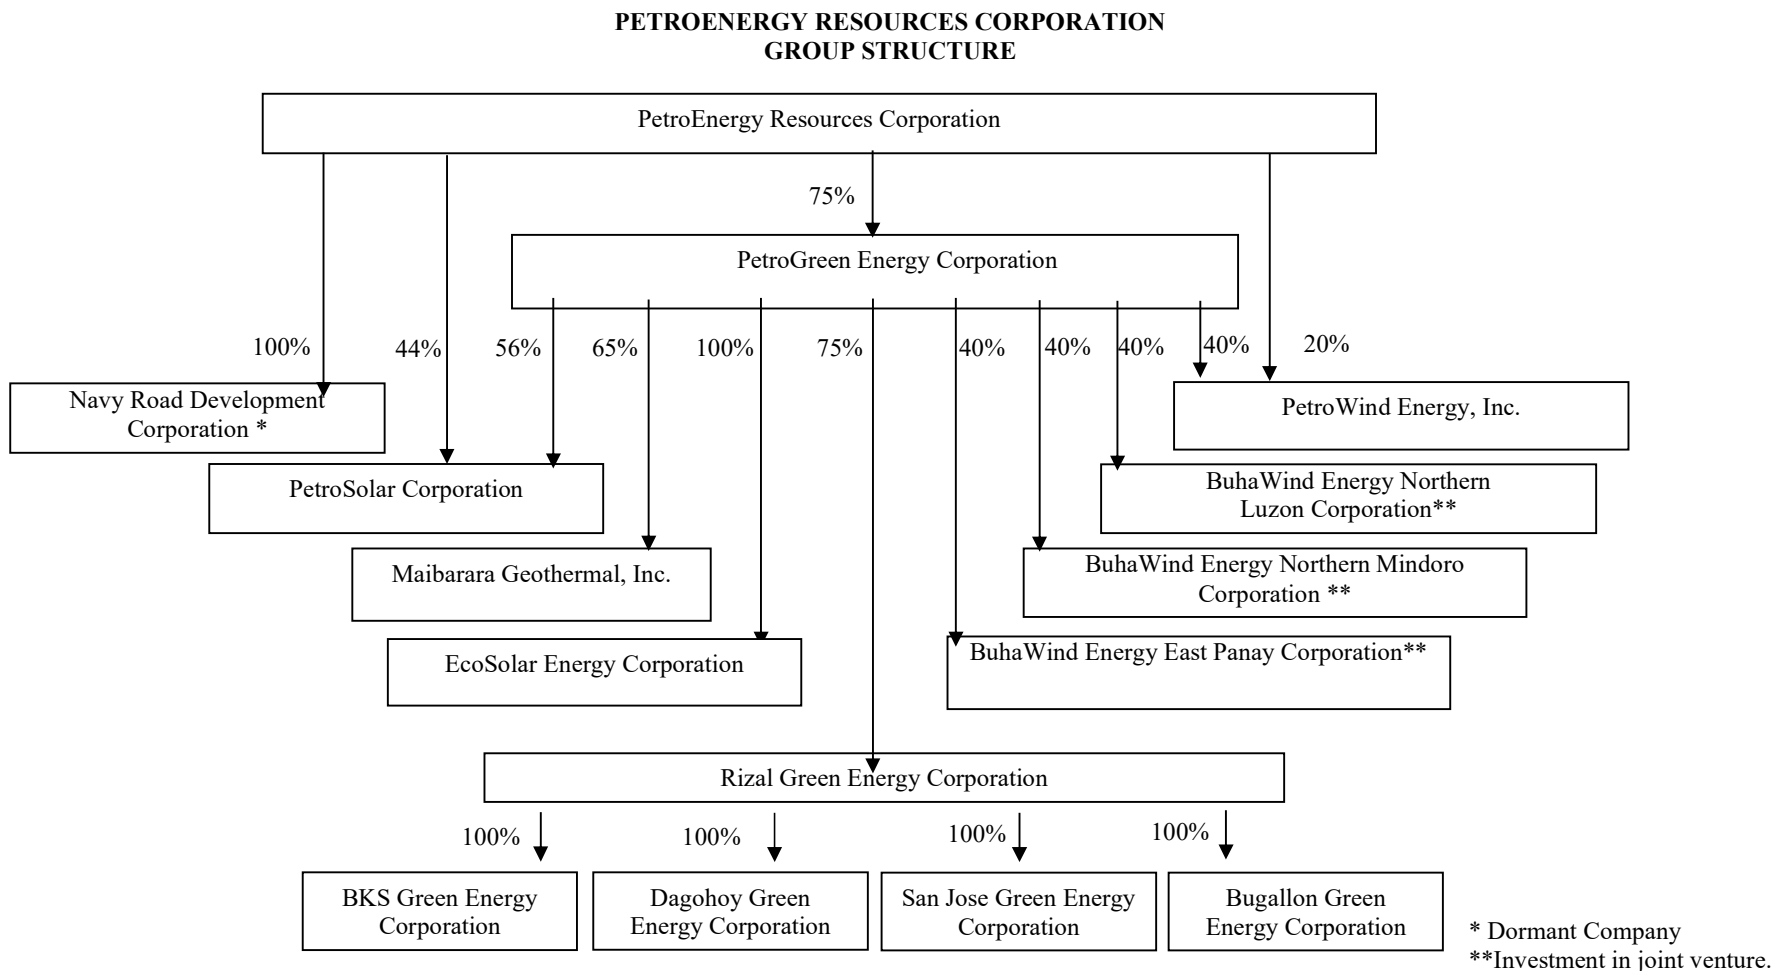 PETROENERGY RESOURCES CORPORATION
GROUP STRUCTURE
PetroEnergy Resources Corporation
75%
PetroGreen Energy Corporation
100%
44%
56%
65%
100%
75%
40%
40%
40%
40%
20%
Navy Road Development
Corporation *
PetroWind Energy, Inc.
PetroSolar Corporation
BuhaWind Energy Northern
Luzon Corporation**
Maibarara Geothermal, Inc.
BuhaWind Energy Northern Mindoro
Corporation **
EcoSolar Energy Corporation
BuhaWind Energy East Panay Corporation**
Rizal Green Energy Corporation
100%
100%
100%
100%
BKS Green Energy
Corporation
Dagohoy Green
Energy Corporation
San Jose Green Energy
Corporation
Bugallon Green
Energy Corporation
* Dormant Company
**Investment in joint venture.